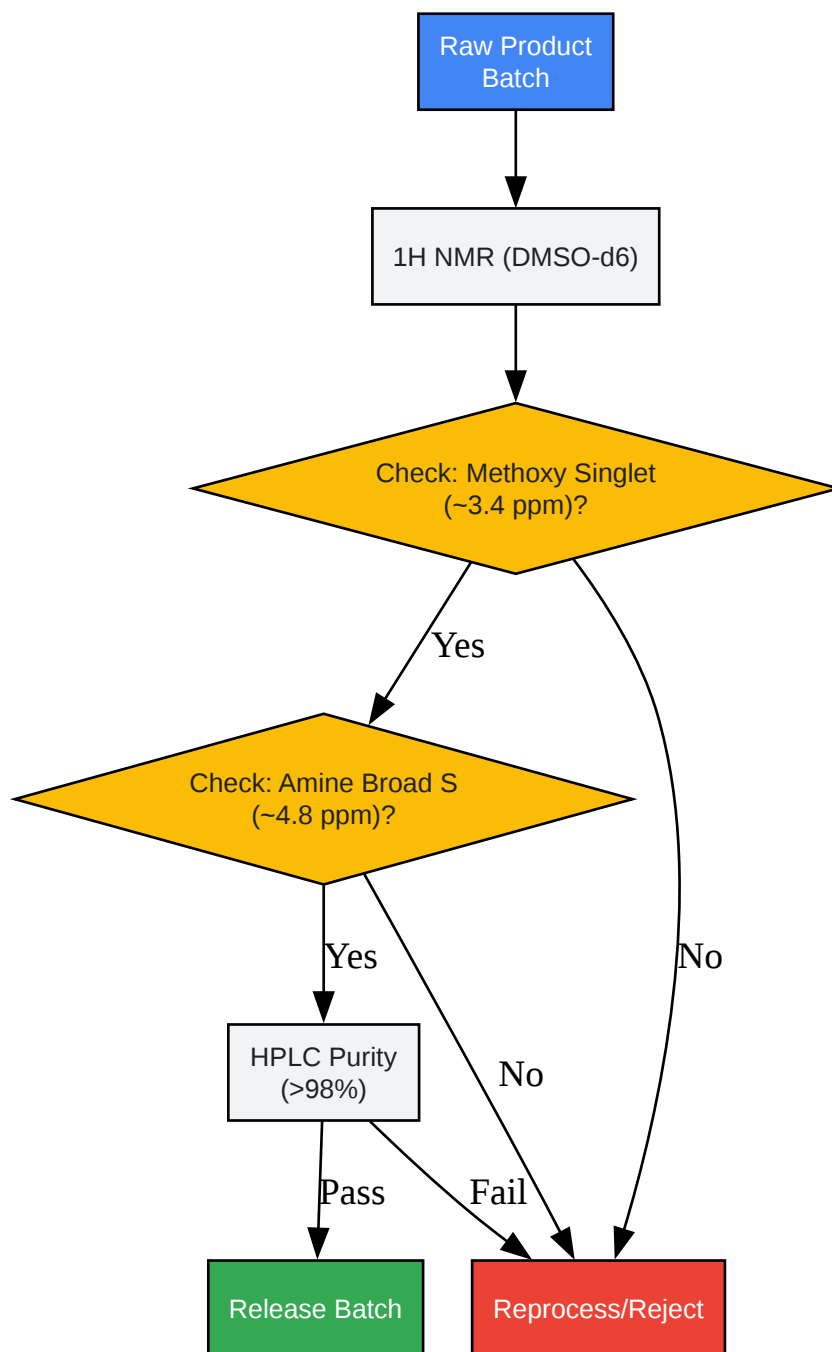 Raw Product
Batch
1H NMR (DMSO-d6)
Check: Methoxy Singlet
(~3.4 ppm)?
Yes
Check: Amine Broad S
(~4.8 ppm)?
Yes
No
HPLC Purity
(>98%)
No
Pass
Fail
Release Batch
Reprocess/Reject